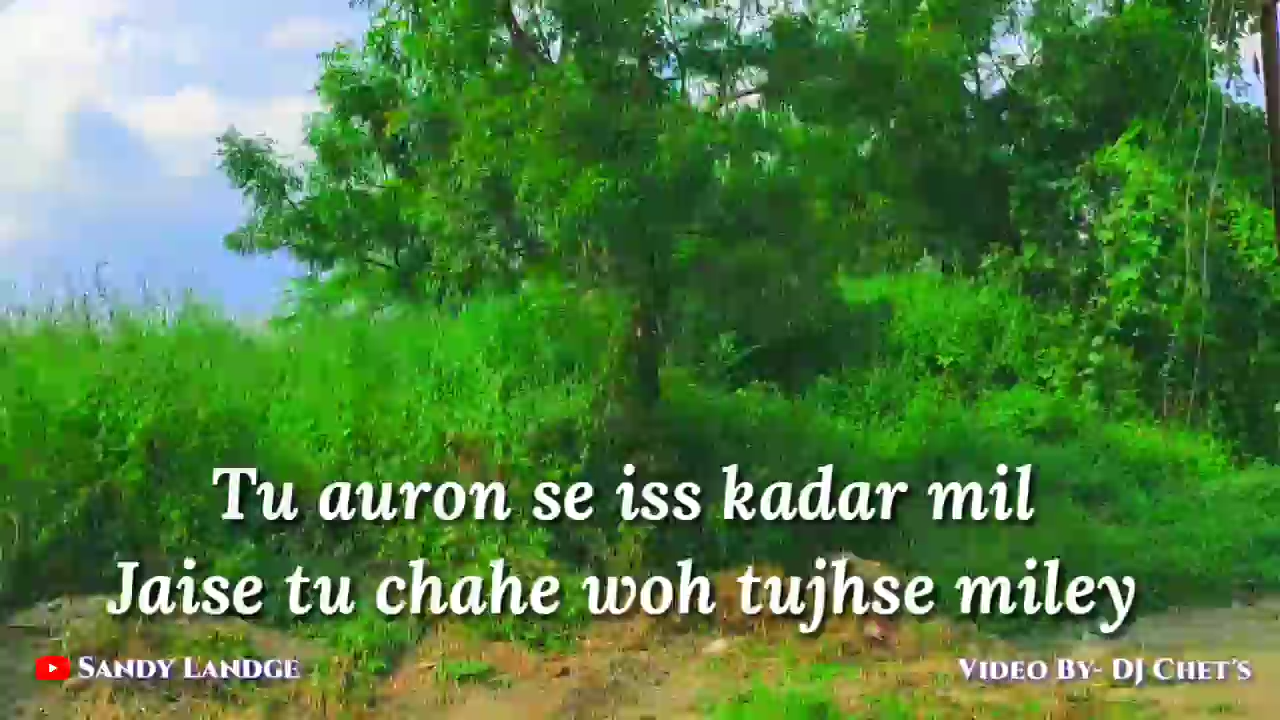 Tu auron se iss kadar mil
Jaise tu chahe woh tujhse miley
Sandy Landge
Video By- DJ Chet's